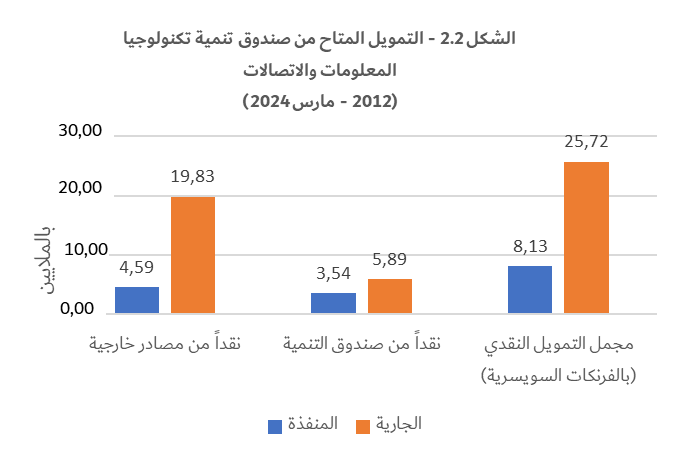 الشكل 2.2 - التمويل المتاح من صندوق تنمية تكنولوجيا
المعلومات والاتصالات
(2012 - مارس 2024)
بالملايين
30,00
20,00
10,00
0,00
4,59
19,83
3,54
5,89
8,13
25,72
نقداً من مصادر خارجية
نقداً من صندوق التنمية
مجمل التمويل النقدي
(بالفرنكات السويسرية)
المنفذة
الجارية